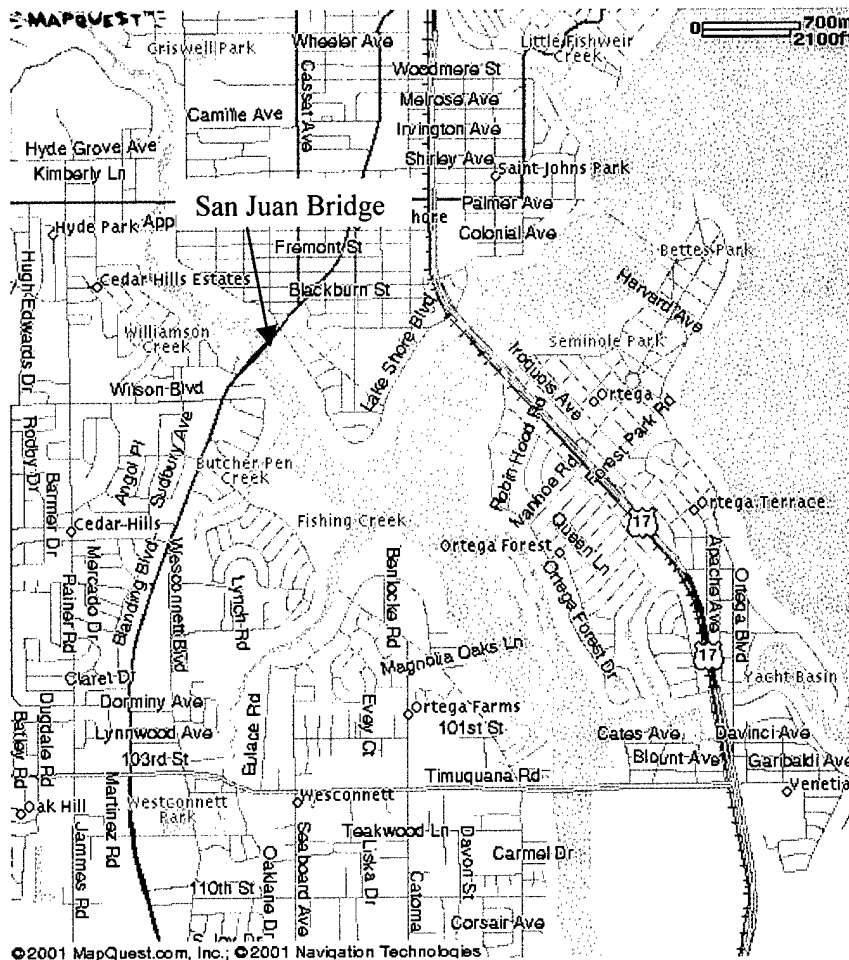 MAPQUEST
0 700m
2100ft
Criswell Park
Wheeler Ave
Little Fishweir
Creek
Cassat Ave
Woodmere St
Melrose Ave
Camille Ave
Irvington Ave
Hyde Grove Ave
Kimberly Ln
Shirley Ave
Saint Johns Park
San Juan Bridge
Palmer Ave
hore
Hyde Park App
Colonial Ave
Fremont St
Bettes Park
Hugh Edwards Dr
Cedar Hills Estates
Blackburn St
Harvard Ave
Williamson
Creek
Lake Shore Blvd
Seminole Park
Iroquois Ave
Wilson Blvd
Ortega
Robin Hood Rd
Forest Park Rd
Rodby Dr
Angol Pl
Sudbury Ave
Butcher Pen
Creek
Ivanhoe Rd
Barmer Dr
Cedar Hills
Fishing Creek
Ortega Terrace
17
Queen Ln
Ortega Forest
Mercado Dr
Rainer Rd
Blanding Blvd
Wesconnett Blvd
Lynch Rd
Benlocke Rd
Ortega Forest Dr
Apache Ave
Ortega Blvd
17
Magnolia Oaks Ln
Claret Dr
Yacht Basin
Dorminy Ave
Ortega Farms
Dugdale Rd
Lynnwood Ave
Eulace Rd
Evey Ct
101st St
Cates Ave
Davinci Ave
Batley Rd
103rd St
Blount Ave
Garibaldi Ave
Timuquana Rd
Venetia
Oak Hill
Martinez Rd
Westconnett
Park
Wesconnett
Jammes Rd
Teakwood Ln
Seaboard Ave
Liska Dr
Davon St
Carmel Dr
Oaklane Dr
110th St
Catoma
Corsair Ave
S Joy Dr
©2001 MapQuest.com, Inc.; ©2001 Navigation Technologies